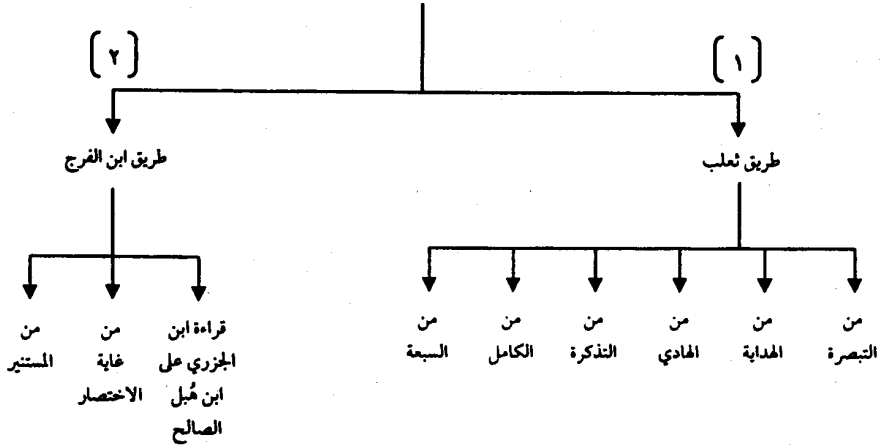 (١)
(٢)
طريق ثعلب
طريق ابن الفرج
من
التبصرة
من
الهداية
من
الهادي
من
التذكرة
من
الكامل
من
السبعة
قراءة ابن
الجزري على
ابن هُبل
الصالح
من
غاية
الاختصار
من
المستنير